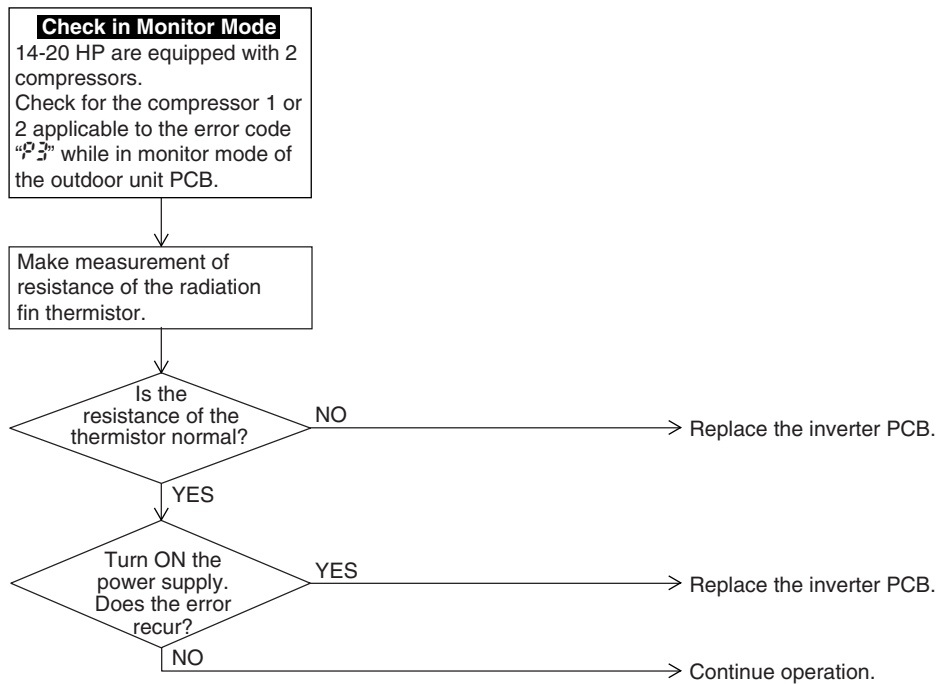 Check in Monitor Mode
14-20 HP are equipped with 2
compressors.
Check for the compressor 1 or
2 applicable to the error code
“P3” while in monitor mode of
the outdoor unit PCB.
Make measurement of
resistance of the radiation
fin thermistor.
Is the
resistance of the
thermistor normal?
NO
Replace the inverter PCB.
YES
Turn ON the
power supply.
Does the error
recur?
YES
Replace the inverter PCB.
NO
Continue operation.